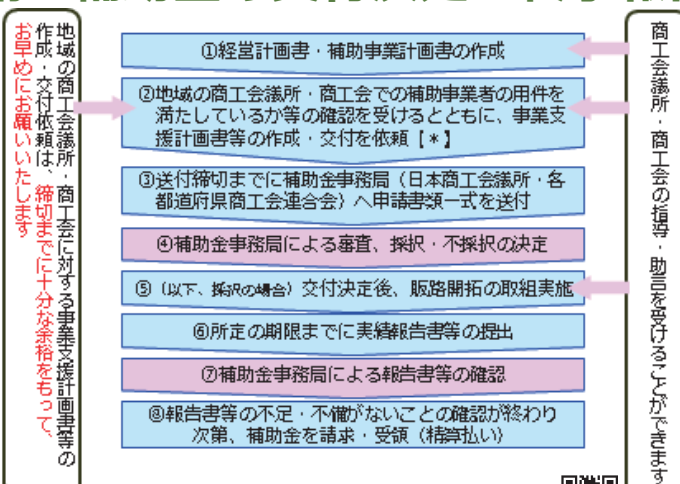 地域の商工会議所・商工会に対する事業支援計画書等の
作成・交付依頼は、締切までに十分な余裕をもって、
お早めにお願いいたします
①経営計画書・補助事業計画書の作成
②地域の商工会議所・商工会での補助事業者の用件を
満たしているか等の確認を受けるとともに、事業支
援計画書等の作成・交付を依頼【*】
③送付締切までに補助金事務局(日本商工会議所・各
都道府県商工会連合会)へ申請書類一式を送付
④補助金事務局による審査、採択・不採択の決定
⑤(以下、採択の場合)交付決定後、販路開拓の取組実施
⑥所定の期限までに実績報告書等の提出
⑦補助金事務局による報告書等の確認
⑧報告書等の不足・不備がないことの確認が終わり
次第、補助金を請求・受領(精算払い)
商工会議所・商工会の指導・助言を受けることができます